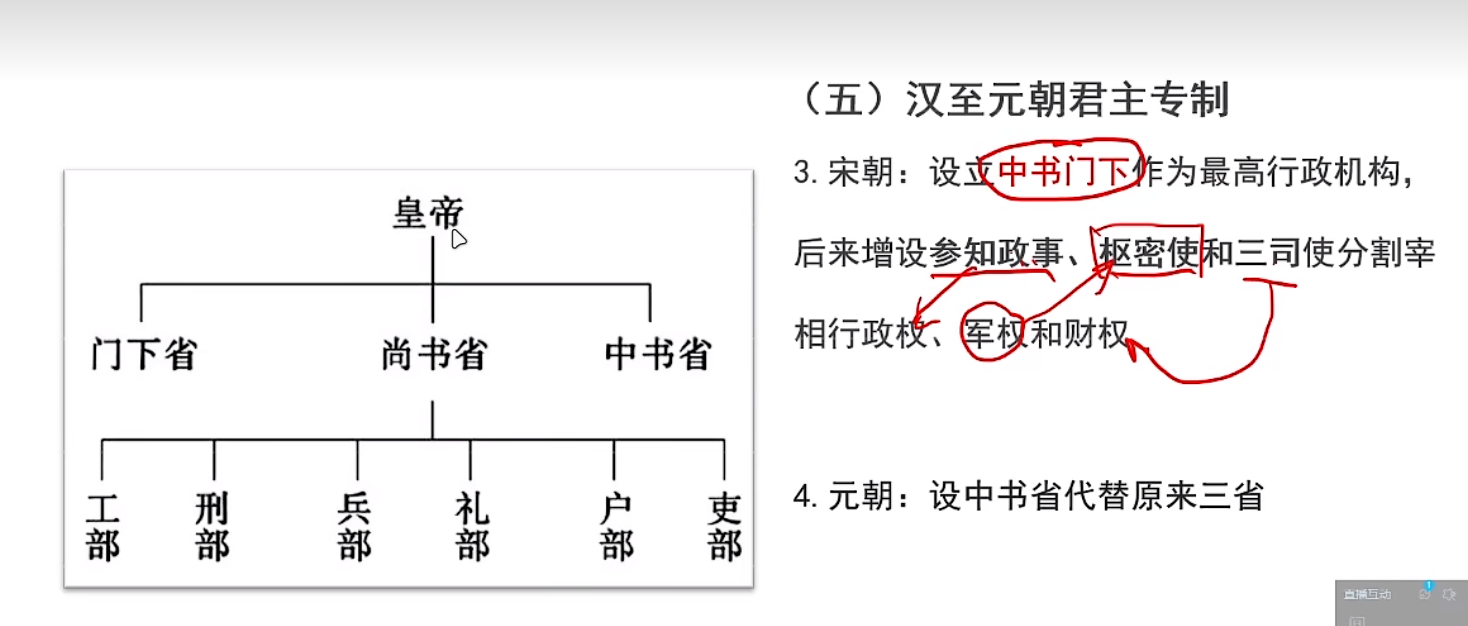 皇帝
门下省 尚书省 中书省
工部 刑部 兵部 礼部 户部 吏部
（五）汉至元朝君主专制
3. 宋朝：设立中书门下作为最高行政机构，
后来增设参知政事、枢密使和三司使分割宰
相行政权、军权和财权
4. 元朝：设中书省代替原来三省
直播互动
1